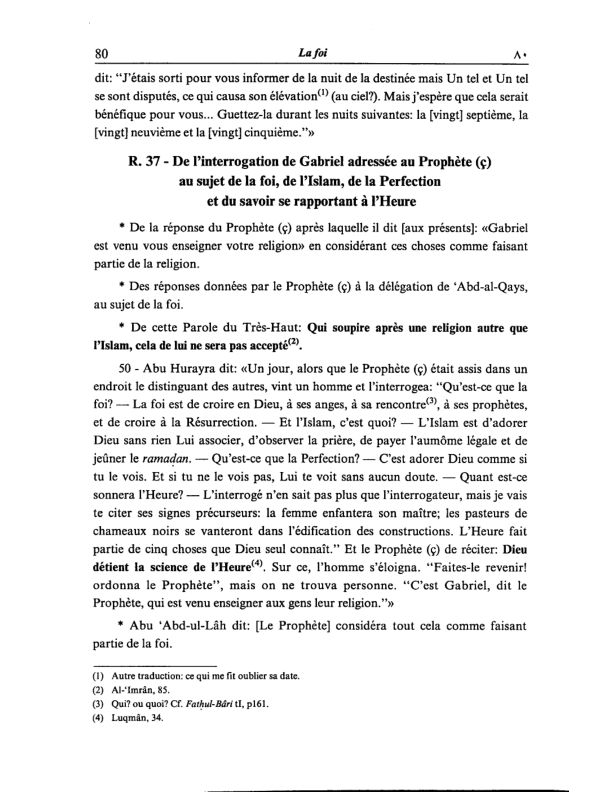 80 La foi ٨٠
dit: “J’étais sorti pour vous informer de la nuit de la destinée mais Un tel et Un tel
se sont disputés, ce qui causa son élévation(1) (au ciel?). Mais j’espère que cela serait
bénéfique pour vous... Guettez-la durant les nuits suivantes: la [vingt] septième, la
[vingt] neuvième et la [vingt] cinquième.”»
R. 37 - De l’interrogation de Gabriel adressée au Prophète (ç)
au sujet de la foi, de l’Islam, de la Perfection
et du savoir se rapportant à l’Heure
* De la réponse du Prophète (ç) après laquelle il dit [aux présents]: «Gabriel
est venu vous enseigner votre religion» en considérant ces choses comme faisant
partie de la religion.
* Des réponses données par le Prophète (ç) à la délégation de ‘Abd-al-Qays,
au sujet de la foi.
* De cette Parole du Très-Haut: Qui soupire après une religion autre que
l’Islam, cela de lui ne sera pas accepté(2).
50 - Abu Hurayra dit: «Un jour, alors que le Prophète (ç) était assis dans un
endroit le distinguant des autres, vint un homme et l’interrogea: “Qu’est-ce que la
foi? — La foi est de croire en Dieu, à ses anges, à sa rencontre(3), à ses prophètes,
et de croire à la Résurrection. — Et l’Islam, c’est quoi? — L’Islam est d’adorer
Dieu sans rien Lui associer, d’observer la prière, de payer l’aumôme légale et de
jeûner le ramaḍan. — Qu’est-ce que la Perfection? — C’est adorer Dieu comme si
tu le vois. Et si tu ne le vois pas, Lui te voit sans aucun doute. — Quant est-ce
sonnera l’Heure? — L’interrogé n’en sait pas plus que l’interrogateur, mais je vais
te citer ses signes précurseurs: la femme enfantera son maître; les pasteurs de
chameaux noirs se vanteront dans l’édification des constructions. L’Heure fait
partie de cinq choses que Dieu seul connaît.” Et le Prophète (ç) de réciter: Dieu
détient la science de l’Heure(4). Sur ce, l’homme s’éloigna. “Faites-le revenir!
ordonna le Prophète”, mais on ne trouva personne. “C’est Gabriel, dit le
Prophète, qui est venu enseigner aux gens leur religion.”»
* Abu ‘Abd-ul-Lâh dit: [Le Prophète] considéra tout cela comme faisant
partie de la foi.
(1) Autre traduction: ce qui me fit oublier sa date.
(2) Al-‘Imrân, 85.
(3) Qui? ou quoi? Cf. Fatḥul-Bâri tI, p161.
(4) Luqmân, 34.